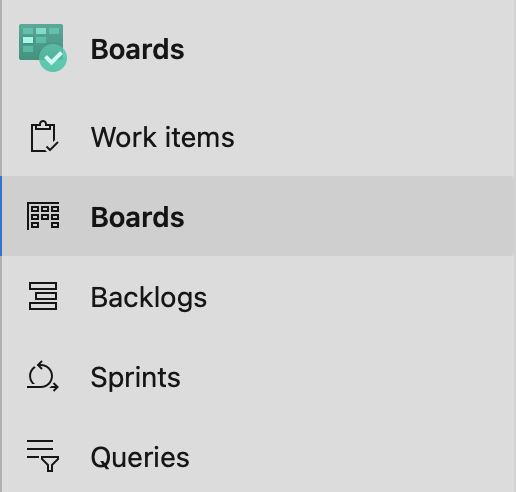 Boards
Work items
Boards
Backlogs
Sprints
Queries